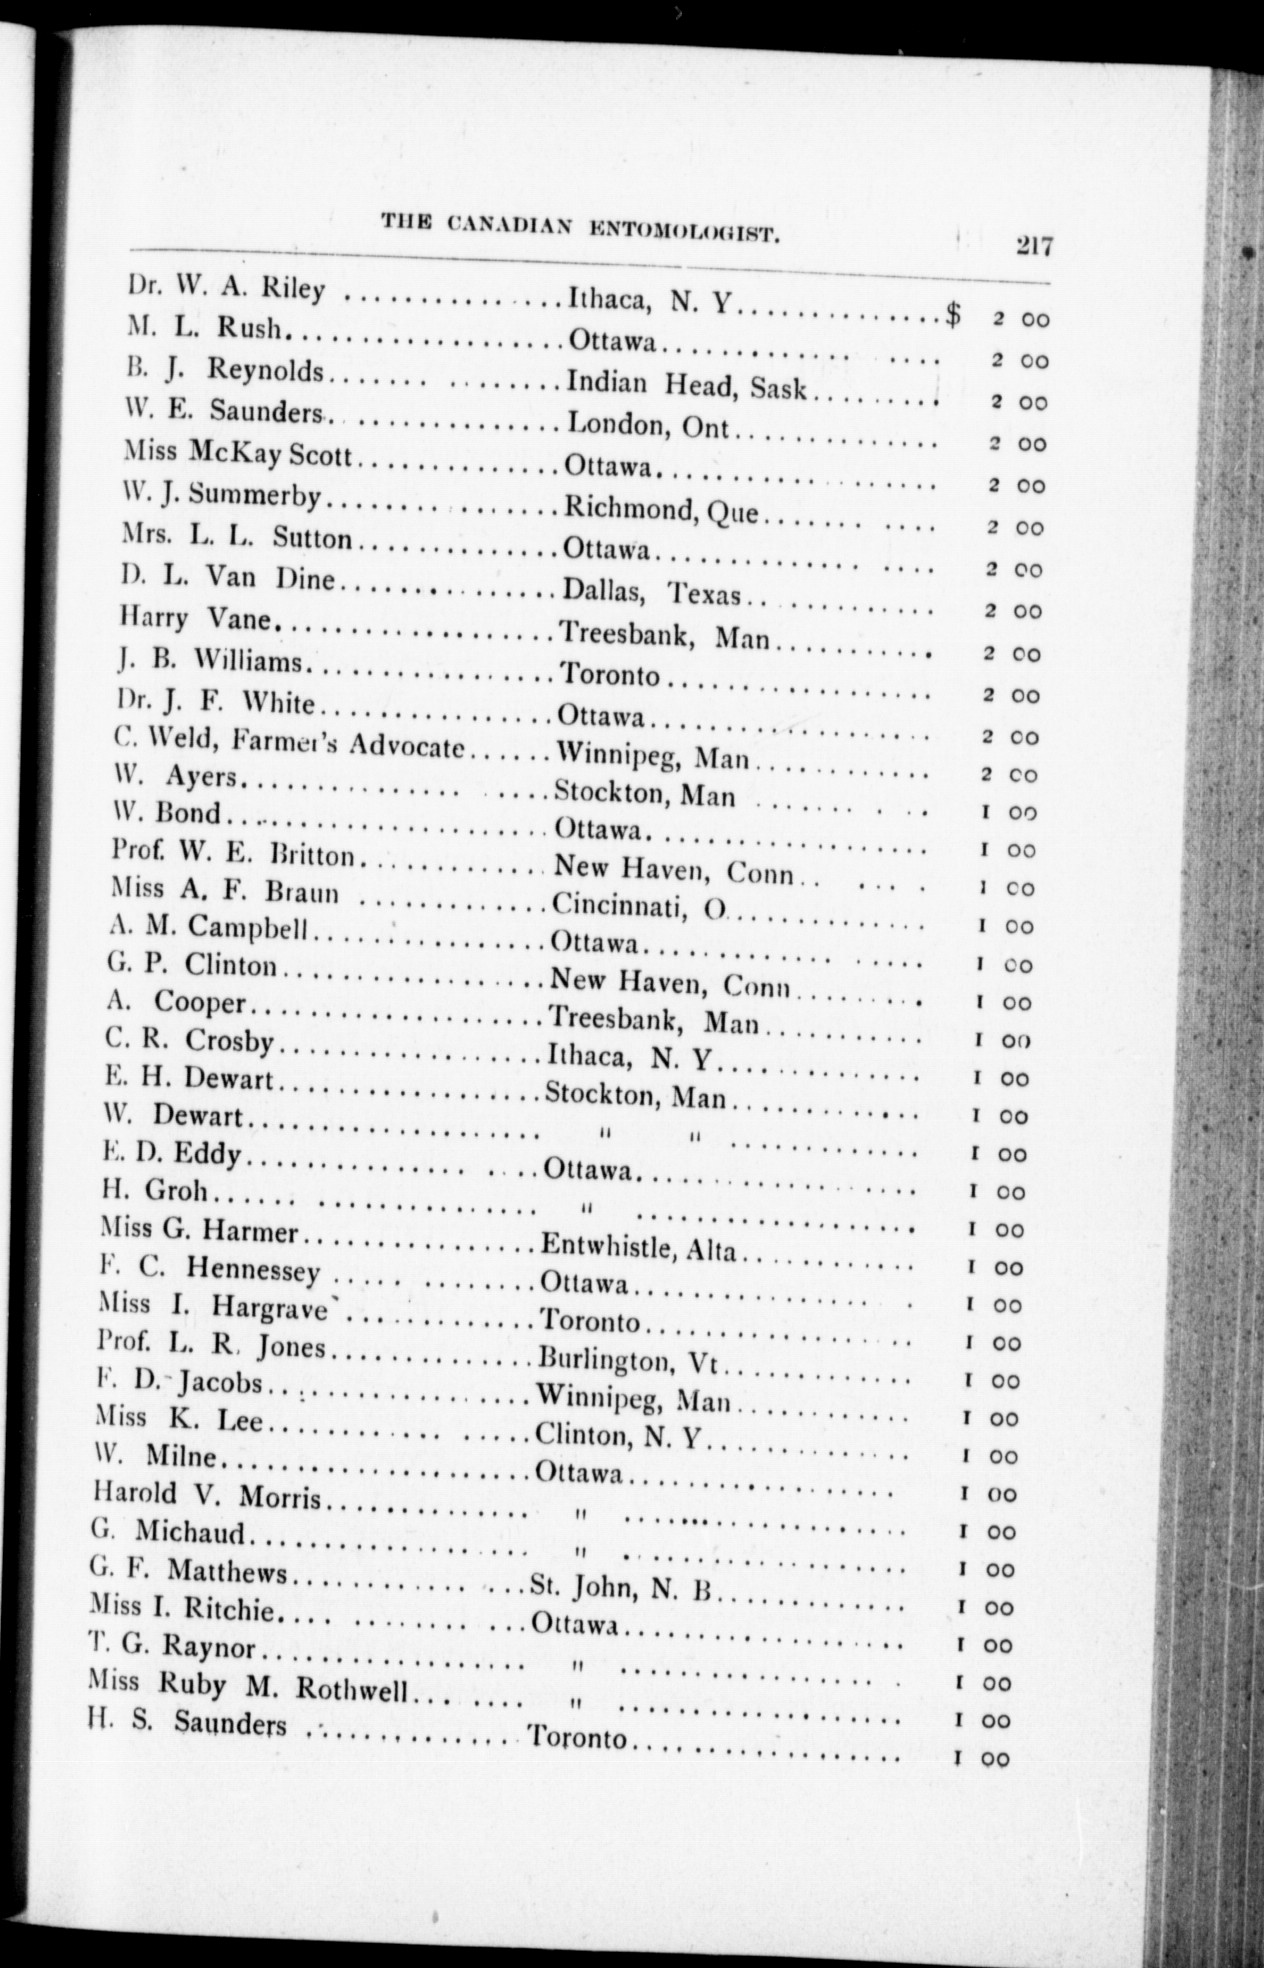 THE CANADIAN ENTOMOLOGIST. 217
Dr. W. A. Riley ...............Ithaca, N. Y..............$ 2 00
M. L. Rush...................Ottawa................. 2 00
B. J. Reynolds...............Indian Head, Sask......... 2 00
W. E. Saunders...............London, Ont.............. 2 00
Miss McKay Scott..............Ottawa................... 2 00
W. J. Summerby................Richmond, Que........... 2 00
Mrs. L. L. Sutton..............Ottawa.................. 2 00
D. L. Van Dine...............Dallas, Texas............. 2 00
Harry Vane...................Treesbank, Man........... 2 00
J. B. Williams.................Toronto.................. 2 00
Dr. J. F. White................Ottawa................... 2 00
C. Weld, Farmer's Advocate......Winnipeg, Man............ 2 00
W. Ayers...................Stockton, Man .......... 1 00
W. Bond......................Ottawa................... 1 00
Prof. W. E. Britton.............New Haven, Conn...... 1 00
Miss A. F. Braun .............Cincinnati, O............. 1 00
A. M. Campbell................Ottawa................... 1 00
G. P. Clinton..................New Haven, Conn......... 1 00
A. Cooper....................Treesbank, Man........... 1 00
C. R. Crosby..................Ithaca, N. Y.............. 1 00
E. H. Dewart..................Stockton, Man............. 1 00
W. Dewart.................... " " ............. 1 00
E. D. Eddy...................Ottawa................... 1 00
H. Groh..................... " ................... 1 00
Miss G. Harmer................Entwhistle, Alta............ 1 00
F. C. Hennessey .............Ottawa................. 1 00
Miss I. Hargrave .............Toronto.................. 1 00
Prof. L. R. Jones..............Burlington, Vt............. 1 00
F. D. Jacobs..................Winnipeg, Man............ 1 00
Miss K. Lee.................Clinton, N. Y.............. 1 00
W. Milne.....................Ottawa.................. 1 00
Harold V. Morris.............. " ................... 1 00
G. Michaud................... " ................... 1 00
G. F. Matthews...............St. John, N. B............. 1 00
Miss I. Ritchie................Ottawa................... 1 00
T. G. Raynor.................. " .................. 1 00
Miss Ruby M. Rothwell........ " ................... 1 00
H. S. Saunders ..............Toronto.................. 1 00